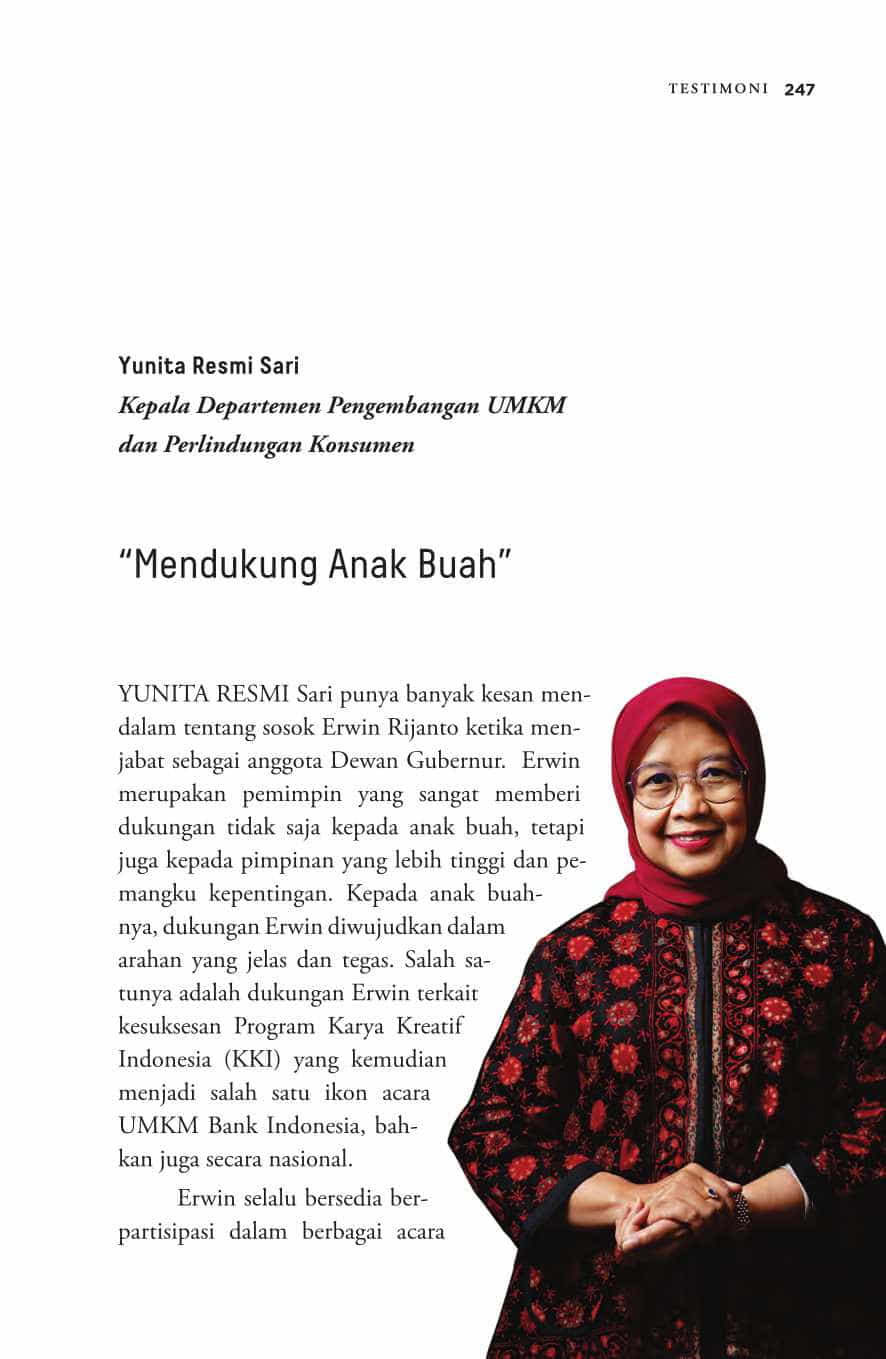 TESTIMONI 247
Yunita Resmi Sari
Kepala Departemen Pengembangan UMKM
dan Perlindungan Konsumen
“Mendukung Anak Buah”
YUNITA RESMI Sari punya banyak kesan men-
dalam tentang sosok Erwin Rijanto ketika men-
jabat sebagai anggota Dewan Gubernur. Erwin
merupakan pemimpin yang sangat memberi
dukungan tidak saja kepada anak buah, tetapi
juga kepada pimpinan yang lebih tinggi dan pe-
mangku kepentingan. Kepada anak buah-
nya, dukungan Erwin diwujudkan dalam
arahan yang jelas dan tegas. Salah sa-
tunya adalah dukungan Erwin terkait
kesuksesan Program Karya Kreatif
Indonesia (KKI) yang kemudian
menjadi salah satu ikon acara
UMKM Bank Indonesia, bah-
kan juga secara nasional.
Erwin selalu bersedia ber-
partisipasi dalam berbagai acara